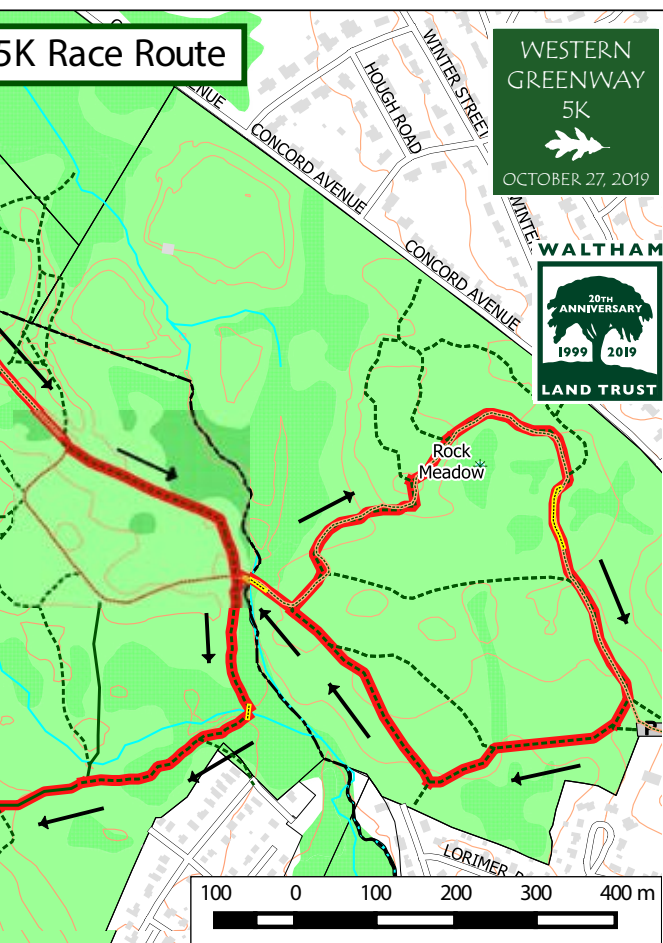 5K Race Route
WESTERN
GREENWAY
5K
OCTOBER 27, 2019
WINTER STREET
HOUGH ROAD
CONCORD AVENUE
CONCORD AVENUE
WALTHAM
20TH
ANNIVERSARY
1999 2019
LAND TRUST
Rock
Meadow
P
LORIMER
100 0 100 200 300 400 m